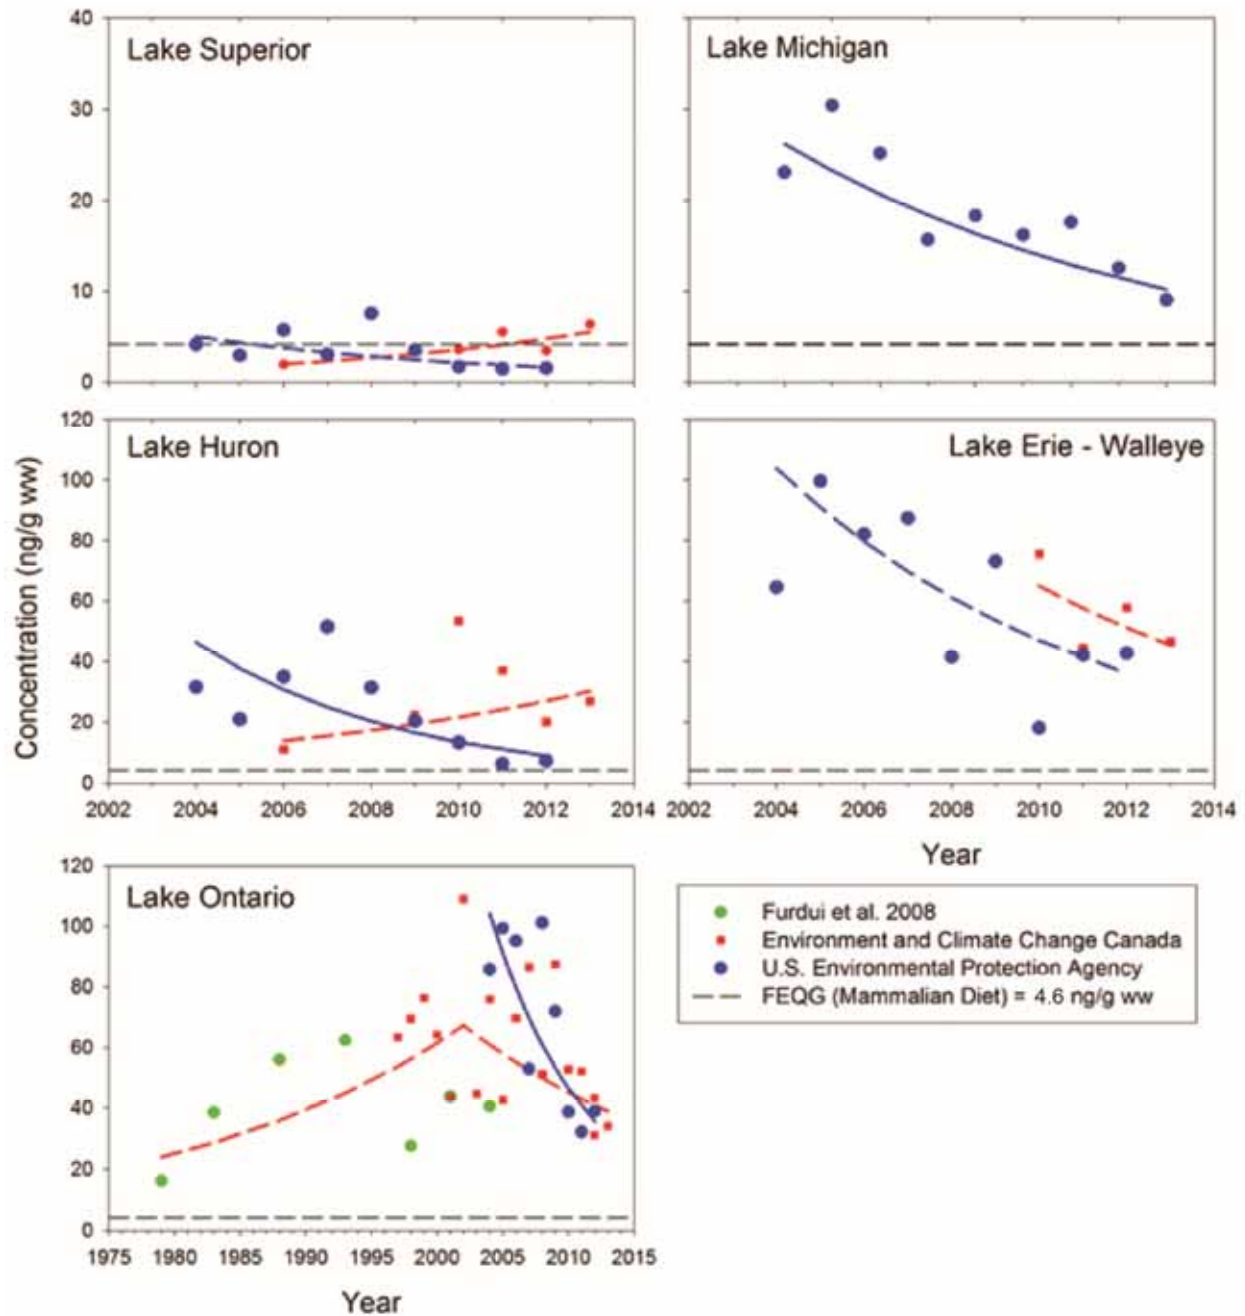 40
Lake Superior
Lake Michigan
30
20
10
0
120
Lake Huron
Lake Erie - Walleye
100
80
60
40
20
0
2002 2004 2006 2008 2010 2012 2014
2002 2004 2006 2008 2010 2012 2014
Concentration (ng/g ww)
Year
120
Lake Ontario
100
80
60
40
20
0
1975 1980 1985 1990 1995 2000 2005 2010 2015
Year
Furdui et al. 2008
Environment and Climate Change Canada
U.S. Environmental Protection Agency
FEQG (Mammalian Diet) = 4.6 ng/g ww